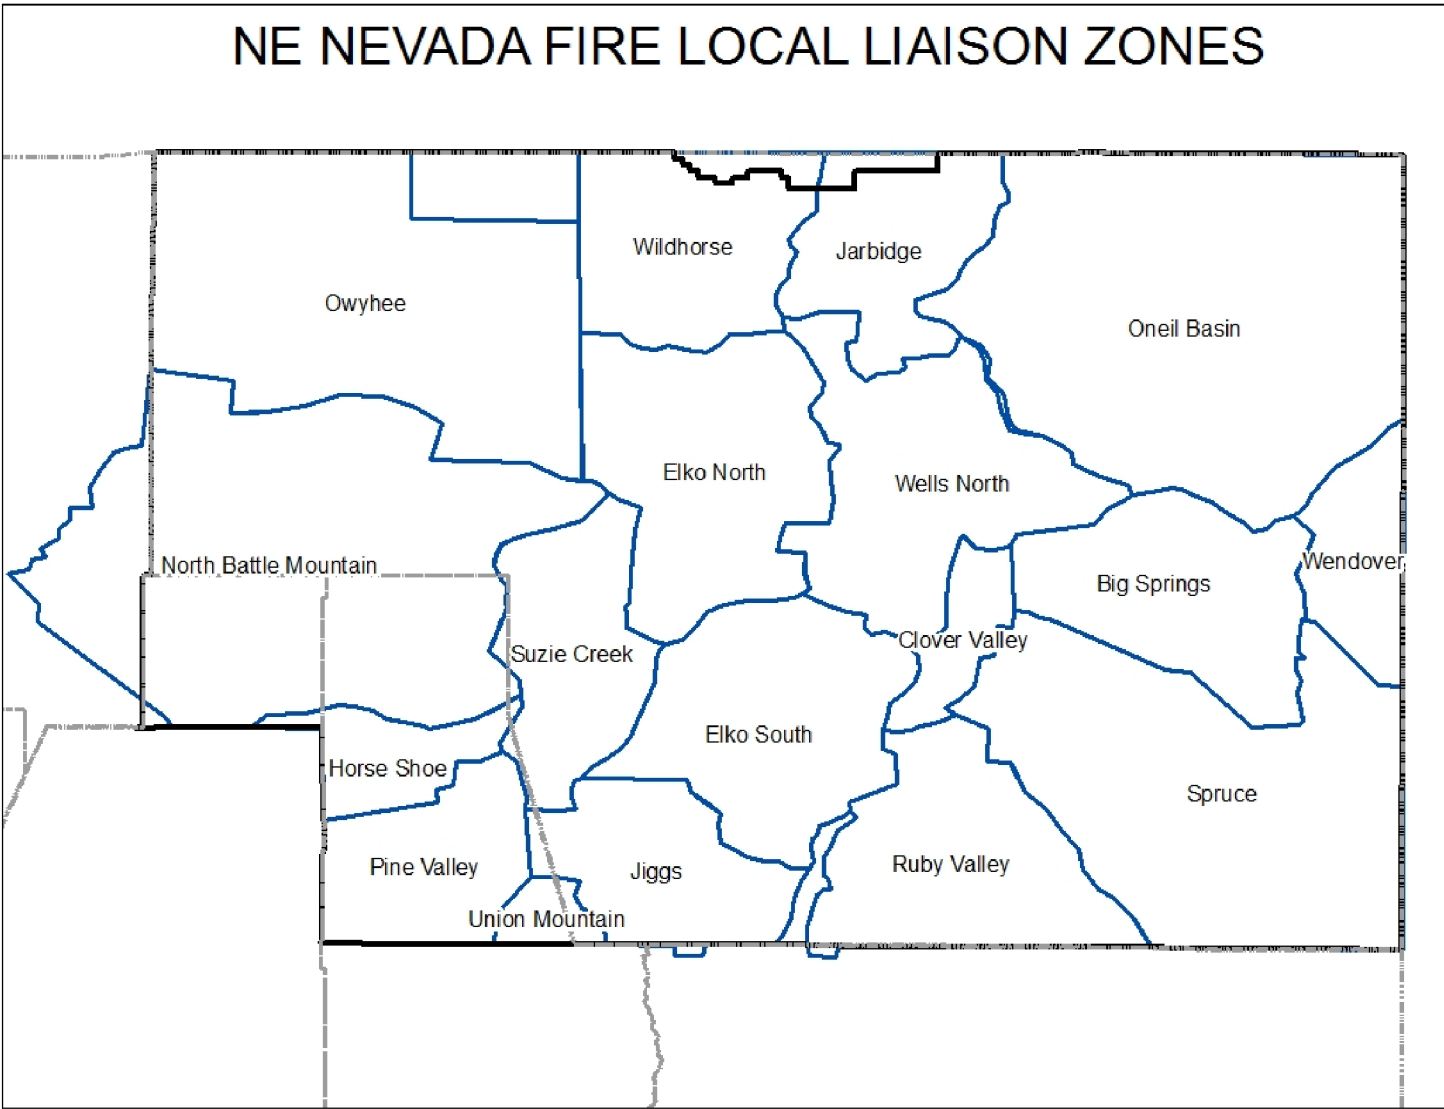 NE NEVADA FIRE LOCAL LIAISON ZONES
Wildhorse
Jarbidge
Owyhee
Oneil Basin
Elko North
Wells North
North Battle Mountain
Wendover
Big Springs
Clover Valley
Suzie Creek
Elko South
Horse Shoe
Spruce
Pine Valley
Jiggs
Ruby Valley
Union Mountain